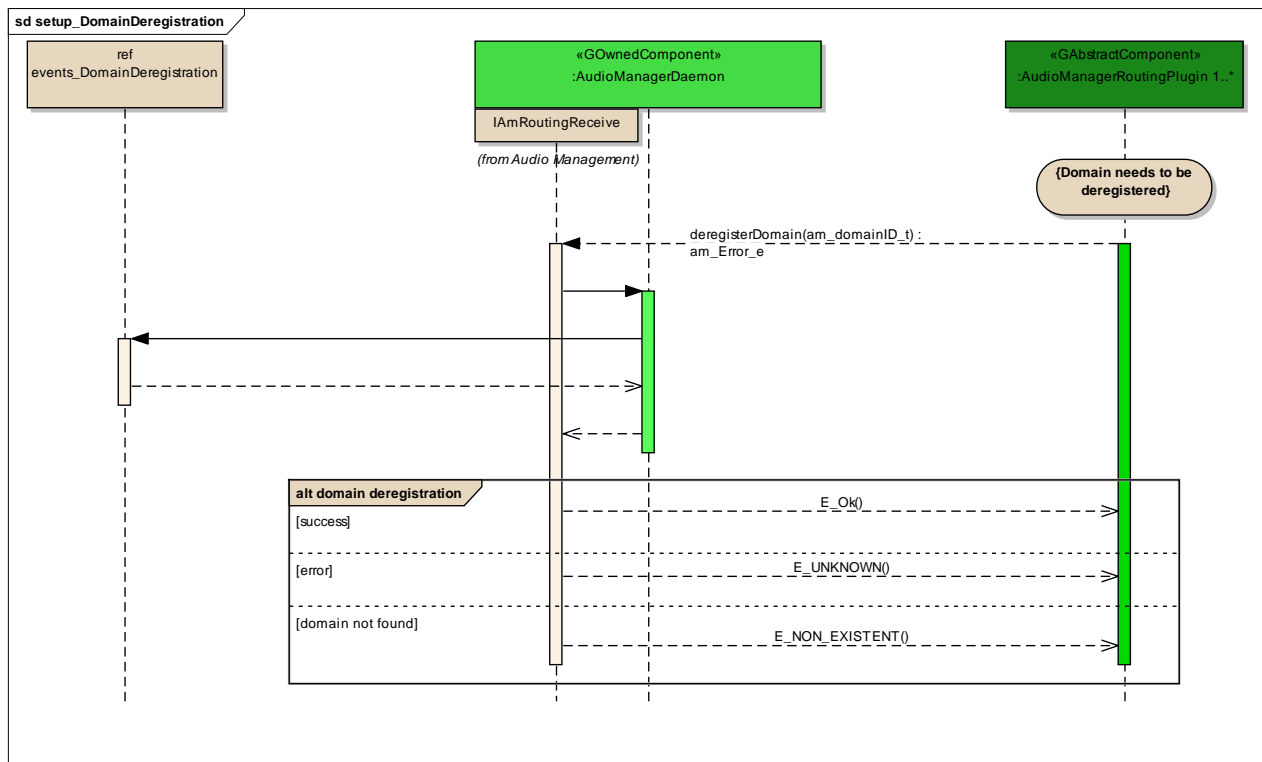 sd setup_DomainDeregistration
ref
events_DomainDeregistration
«GOwnedComponent»
:AudioManagerDaemon
«GAbstractComponent»
:AudioManagerRoutingPlugin 1..*
IAmRoutingReceive
(from Audio Management)
{Domain needs to be
deregistered}
deregisterDomain(am_domainID_t) :
am_Error_e
alt domain deregistration
[success]
E_Ok()
[error]
E_UNKNOWN()
[domain not found]
E_NON_EXISTENT()